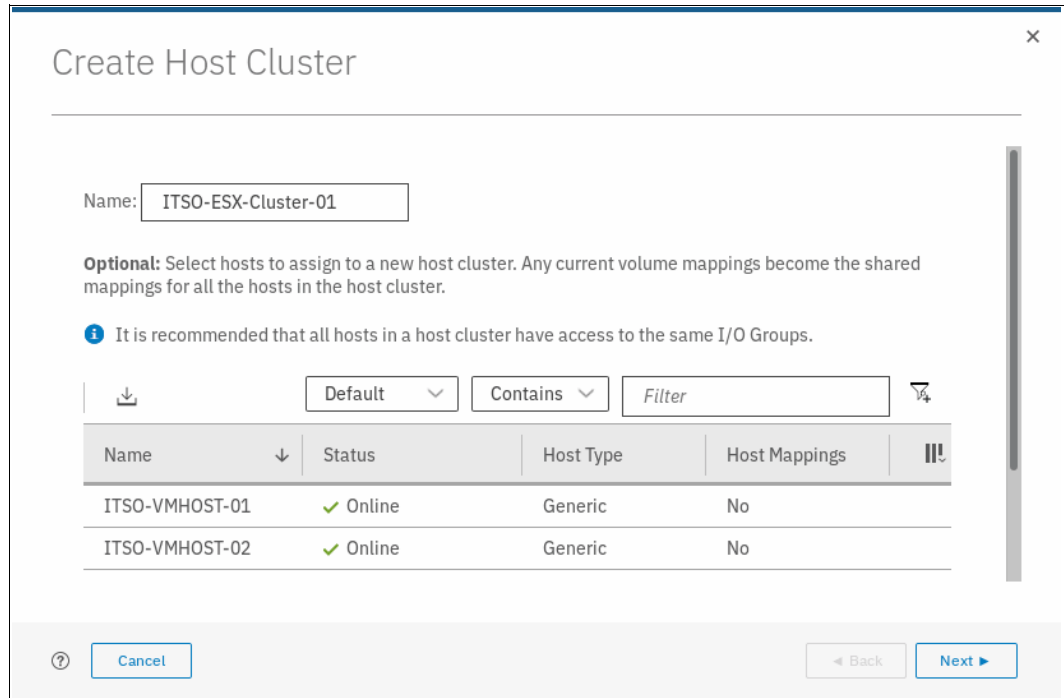 Create Host Cluster
Name: ITSO-ESX-Cluster-01
Optional: Select hosts to assign to a new host cluster. Any current volume mappings become the shared
mappings for all the hosts in the host cluster.
It is recommended that all hosts in a host cluster have access to the same I/O Groups.
Default Contains Filter
Name Status Host Type Host Mappings
ITSO-VMHOST-01 Online Generic No
ITSO-VMHOST-02 Online Generic No
Cancel Back Next